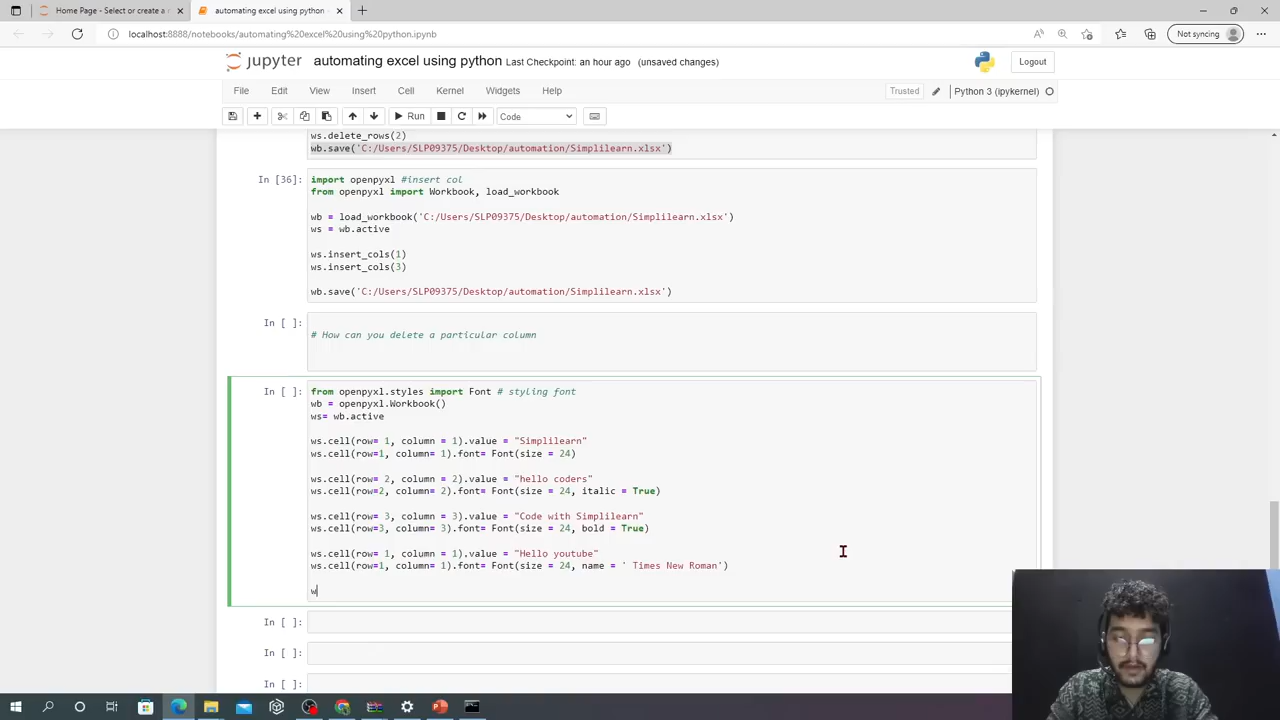 Home Page - Select or create a n
automating excel using python
localhost:8888/notebooks/automating%20excel%20using%20python.ipynb
Not syncing
jupyter automating excel using python Last Checkpoint: an hour ago (unsaved changes)
Logout
File Edit View Insert Cell Kernel Widgets Help
Trusted Python 3 (ipykernel)
Run Code
ws.delete_rows(2)
wb.save('C:/Users/SLP09375/Desktop/automation/Simplilearn.xlsx')
In [36]: import openpyxl #insert col
from openpyxl import Workbook, load_workbook
wb = load_workbook('C:/Users/SLP09375/Desktop/automation/Simplilearn.xlsx')
ws = wb.active
ws.insert_cols(1)
ws.insert_cols(3)
wb.save('C:/Users/SLP09375/Desktop/automation/Simplilearn.xlsx')
In [ ]:
# How can you delete a particular column
In [ ]: from openpyxl.styles import Font # styling font
wb = openpyxl.Workbook()
ws= wb.active
ws.cell(row= 1, column = 1).value = "Simplilearn"
ws.cell(row=1, column= 1).font= Font(size = 24)
ws.cell(row= 2, column = 2).value = "hello coders"
ws.cell(row=2, column= 2).font= Font(size = 24, italic = True)
ws.cell(row= 3, column = 3).value = "Code with Simplilearn"
ws.cell(row=3, column= 3).font= Font(size = 24, bold = True)
ws.cell(row= 1, column = 1).value = "Hello youtube"
ws.cell(row=1, column= 1).font= Font(size = 24, name = ' Times New Roman')
w
In [ ]:
In [ ]:
In [ ]: